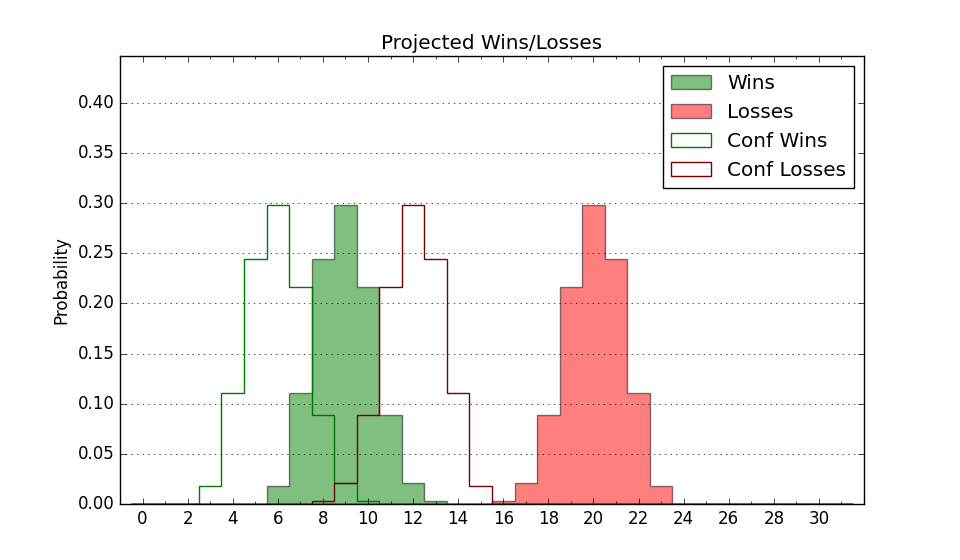 Projected Wins/Losses
Wins
Losses
Conf Wins
Conf Losses
Probability
0.40
0.35
0.30
0.25
0.20
0.15
0.10
0.05
0.00
0 2 4 6 8 10 12 14 16 18 20 22 24 26 28 30